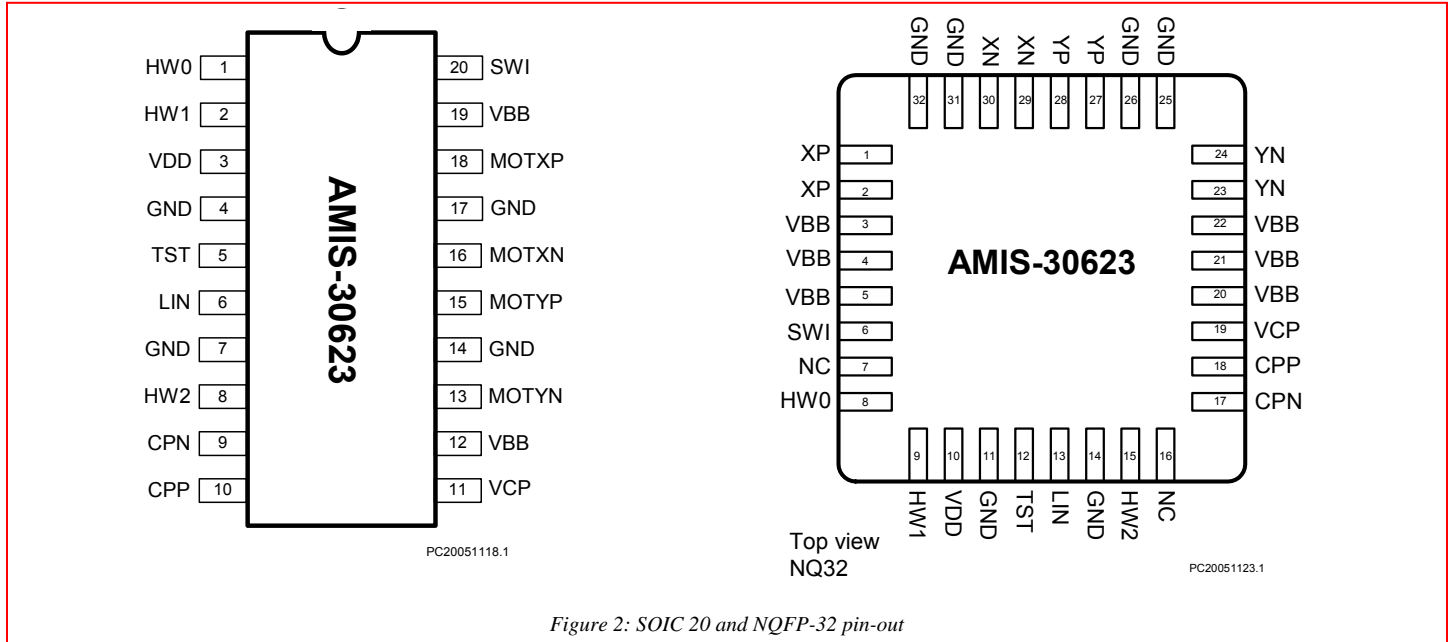 HW0 1
HW1 2
VDD 3
GND 4
TST 5
LIN 6
GND 7
HW2 8
CPN 9
CPP 10
AMIS-30623
20 SWI
19 VBB
18 MOTXP
17 GND
16 MOTXN
15 MOTYP
14 GND
13 MOTYN
12 VBB
11 VCP
PC20051118.1
GND GND XN XN YP YP GND GND
32 31 30 29 28 27 26 25
XP 1
XP 2
VBB 3
VBB 4
VBB 5
SWI 6
NC 7
HW0 8
AMIS-30623
24 YN
23 YN
22 VBB
21 VBB
20 VBB
19 VCP
18 CPP
17 CPN
9 10 11 12 13 14 15 16
HW1 VDD GND TST LIN GND HW2 NC
Top view
NQ32
PC20051123.1
Figure 2: SOIC 20 and NQFP-32 pin-out